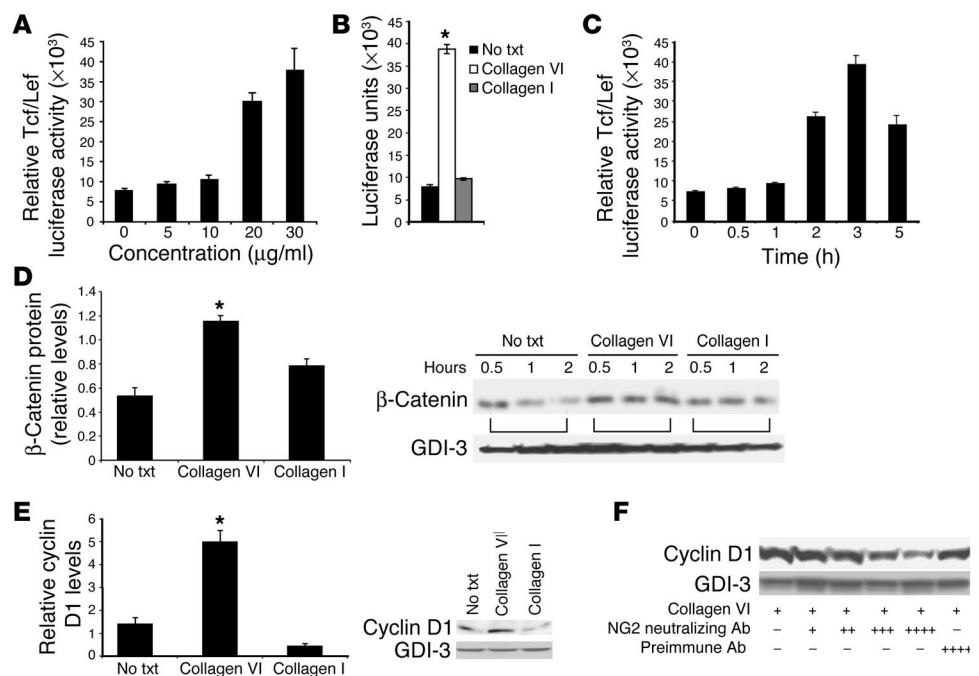 A
Relative Tcf/Lef
luciferase activity (×10³)
45
40
35
30
25
20
15
10
5
0
0 5 10 20 30
Concentration (µg/ml)
B
Luciferase units (×10³)
45
40
35
30
25
20
15
10
5
0
*
No txt
Collagen VI
Collagen I
C
Relative Tcf/Lef
luciferase activity (×10³)
45
40
35
30
25
20
15
10
5
0
0 0.5 1 2 3 5
Time (h)
D
β-Catenin protein
(relative levels)
1.4
1.2
1.0
0.8
0.6
0.4
0.2
0
*
No txt Collagen VI Collagen I
No txt Collagen VI Collagen I
Hours 0.5 1 2 0.5 1 2 0.5 1 2
β-Catenin
GDI-3
E
Relative cyclin
D1 levels
6
5
4
3
2
1
0
*
No txt Collagen VI Collagen I
No txt Collagen VI Collagen I
Cyclin D1
GDI-3
F
Cyclin D1
GDI-3
Collagen VI + + + + + +
NG2 neutralizing Ab – + ++ +++ ++++ –
Preimmune Ab – – – – – ++++